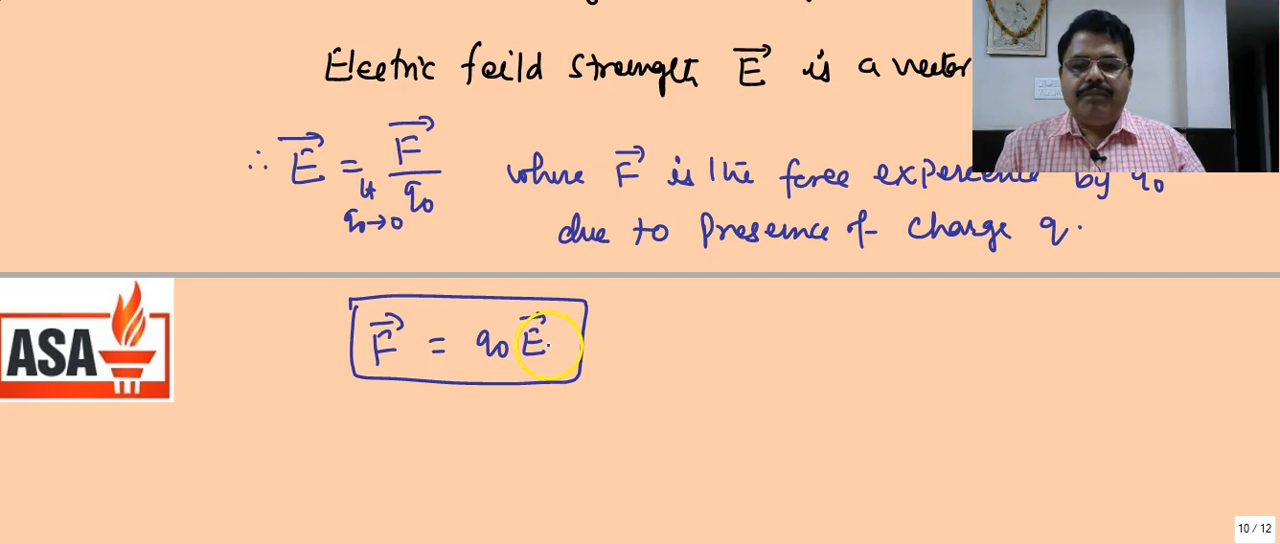 Electric feild strength E⃗ is a vector
∴ E⃗ = lt q₀→0 F⃗/q₀ where F⃗ is the force experience by q₀
due to Presence of Charge q.
ASA
F⃗ = q₀E⃗
10 / 12